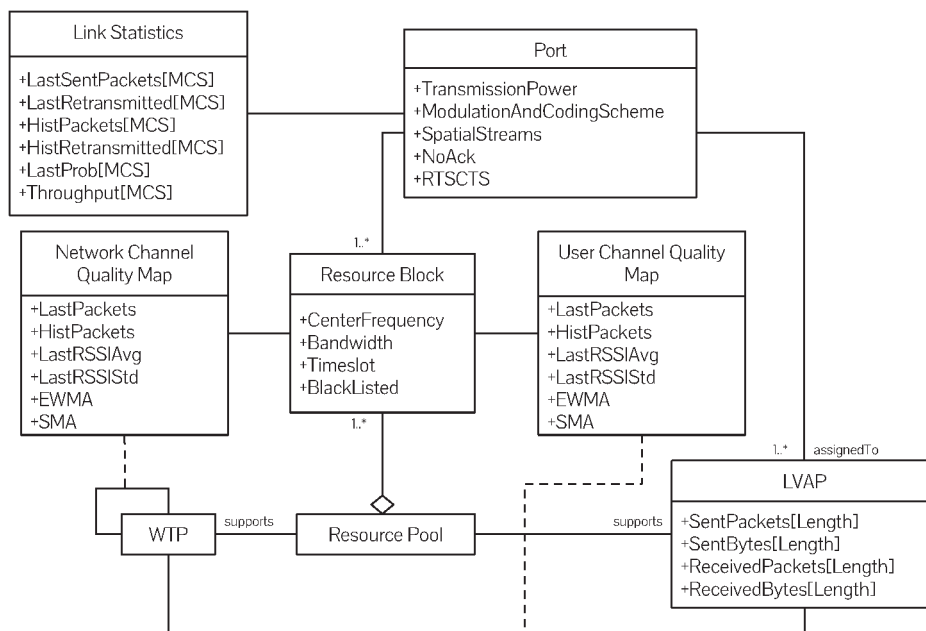 Link Statistics
+LastSentPackets[MCS]
+LastRetransmitted[MCS]
+HistPackets[MCS]
+HistRetransmitted[MCS]
+LastProb[MCS]
+Throughput[MCS]
Port
+TransmissionPower
+ModulationAndCodingScheme
+SpatialStreams
+NoAck
+RTSCTS
1..*
Network Channel
Quality Map
+LastPackets
+HistPackets
+LastRSSIAvg
+LastRSSIStd
+EWMA
+SMA
Resource Block
+CenterFrequency
+Bandwidth
+Timeslot
+BlackListed
1..*
User Channel Quality
Map
+LastPackets
+HistPackets
+LastRSSIAvg
+LastRSSIStd
+EWMA
+SMA
1..*
assignedTo
WTP
supports
Resource Pool
supports
LVAP
+SentPackets[Length]
+SentBytes[Length]
+ReceivedPackets[Length]
+ReceivedBytes[Length]